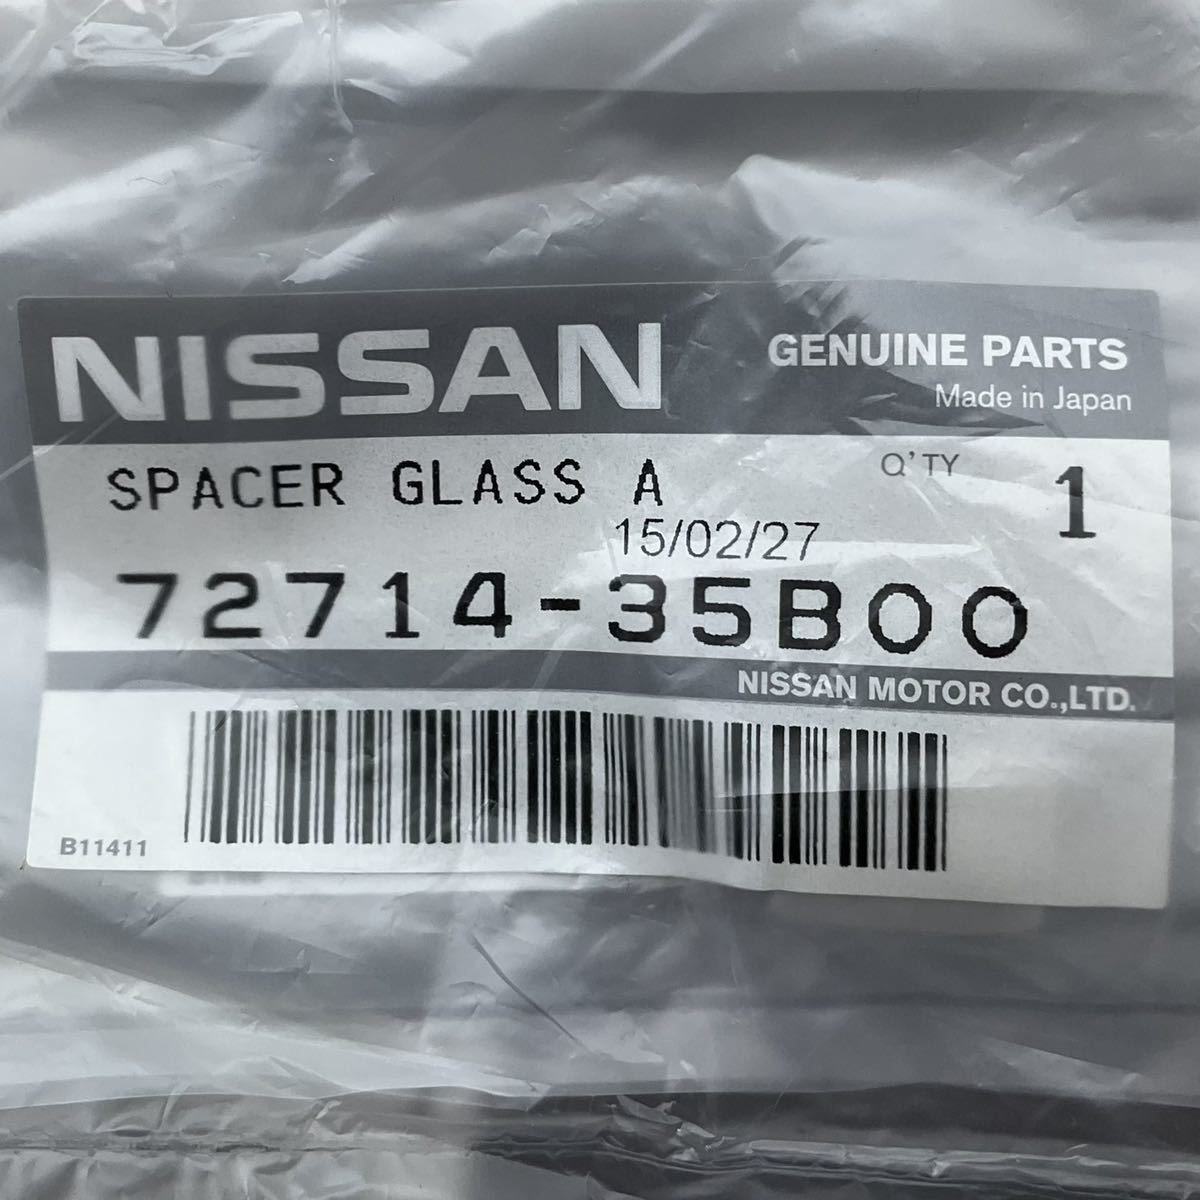 NISSAN
GENUINE PARTS
Made in Japan
SPACER GLASS A
Q'TY 1
15/02/27
72714-35B00
NISSAN MOTOR CO.,LTD.
B11411